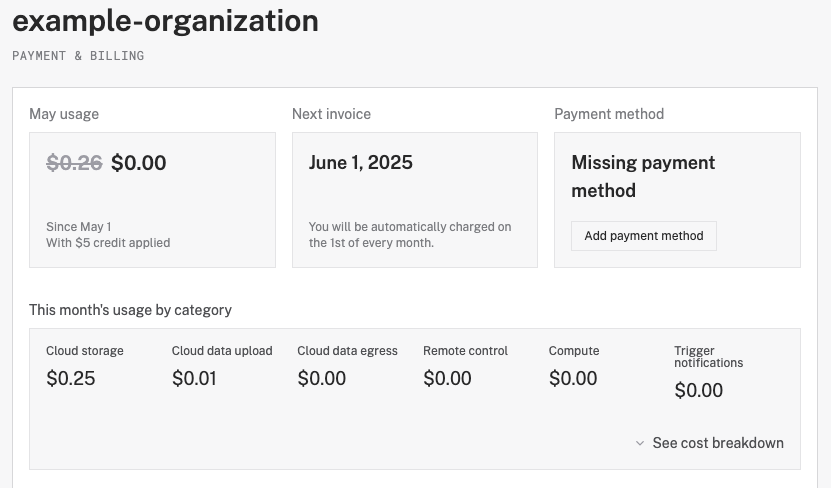 example-organization
PAYMENT & BILLING
May usage
$0.26 $0.00
Since May 1
With $5 credit applied
Next invoice
June 1, 2025
You will be automatically charged on
the 1st of every month.
Payment method
Missing payment
method
Add payment method
This month's usage by category
Cloud storage
$0.25
Cloud data upload
$0.01
Cloud data egress
$0.00
Remote control
$0.00
Compute
$0.00
Trigger
notifications
$0.00
See cost breakdown